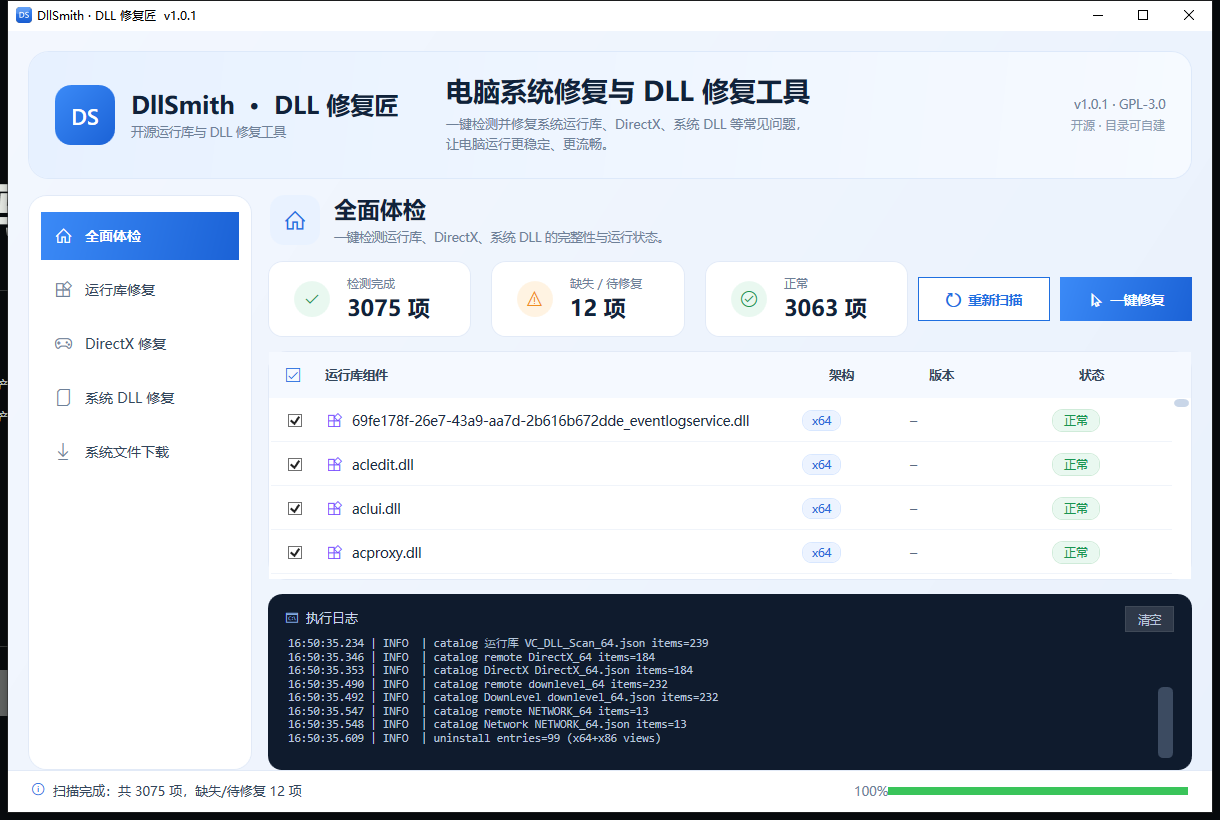 DS DllSmith · DLL 修复匠 v1.0.1
DS
DllSmith • DLL 修复匠
开源运行库与 DLL 修复工具
电脑系统修复与 DLL 修复工具
一键检测并修复系统运行库、DirectX、系统 DLL 等常见问题，
让电脑运行更稳定、更流畅。
v1.0.1 · GPL-3.0
开源 · 目录可自建
全面体检
运行库修复
DirectX 修复
系统 DLL 修复
系统文件下载
全面体检
一键检测运行库、DirectX、系统 DLL 的完整性与运行状态。
检测完成
3075 项
缺失 / 待修复
12 项
正常
3063 项
重新扫描
一键修复
运行库组件 架构 版本 状态
69fe178f-26e7-43a9-aa7d-2b616b672dde_eventlogservice.dll x64 – 正常
acledit.dll x64 – 正常
aclui.dll x64 – 正常
acproxy.dll x64 – 正常
执行日志
清空
16:50:35.234 | INFO | catalog 运行库 VC_DLL_Scan_64.json items=239
16:50:35.346 | INFO | catalog remote DirectX_64 items=184
16:50:35.353 | INFO | catalog DirectX DirectX_64.json items=184
16:50:35.490 | INFO | catalog remote downlevel_64 items=232
16:50:35.492 | INFO | catalog DownLevel downlevel_64.json items=232
16:50:35.547 | INFO | catalog remote NETWORK_64 items=13
16:50:35.548 | INFO | catalog Network NETWORK_64.json items=13
16:50:35.609 | INFO | uninstall entries=99 (x64+x86 views)
扫描完成：共 3075 项，缺失/待修复 12 项
100%